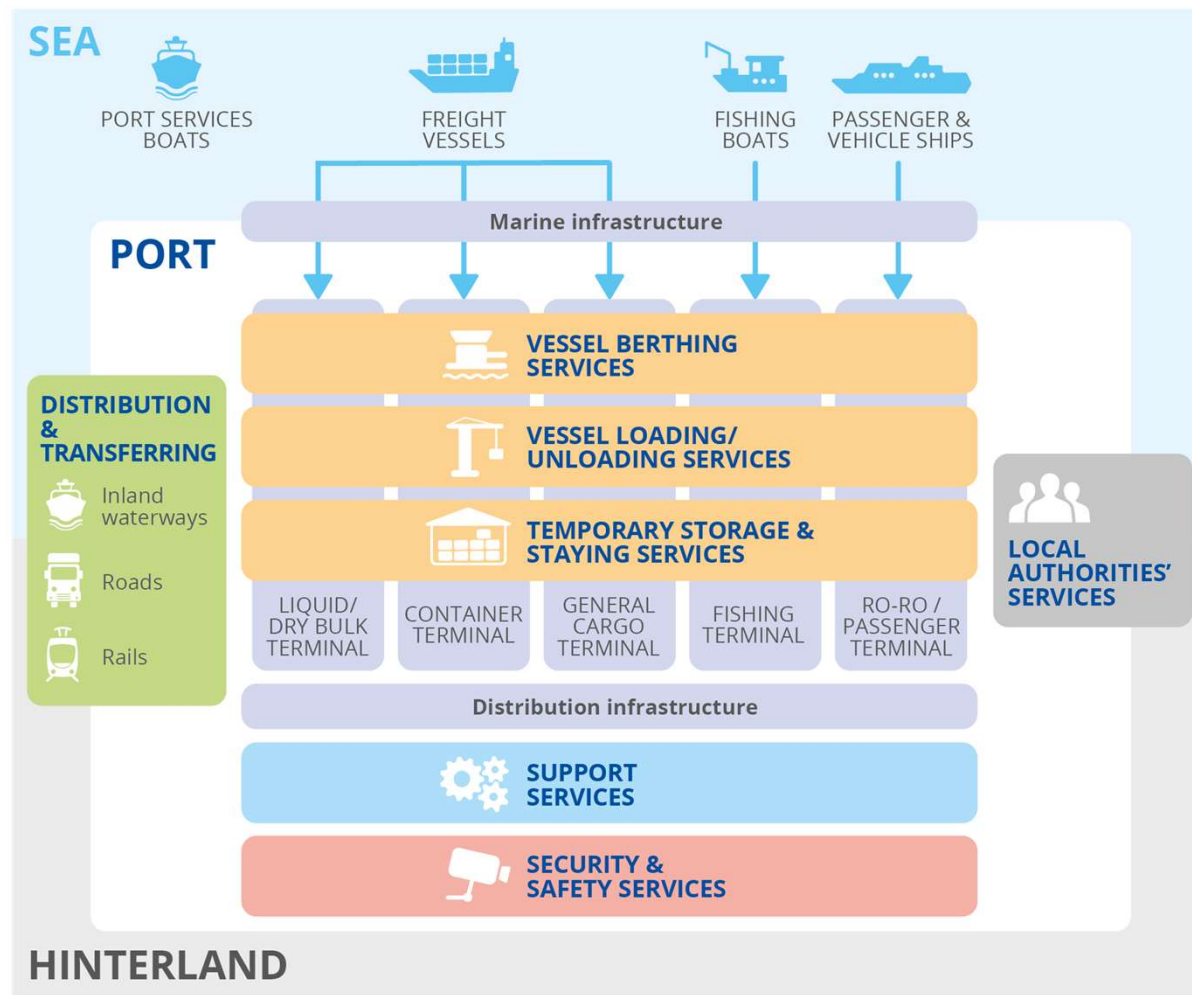 SEA
PORT SERVICES
BOATS
FREIGHT
VESSELS
FISHING
BOATS
PASSENGER &
VEHICLE SHIPS
Marine infrastructure
PORT
VESSEL BERTHING
SERVICES
DISTRIBUTION
&
TRANSFERRING
Inland
waterways
Roads
Rails
VESSEL LOADING/
UNLOADING SERVICES
TEMPORARY STORAGE &
STAYING SERVICES
LOCAL
AUTHORITIES’
SERVICES
LIQUID/
DRY BULK
TERMINAL
CONTAINER
TERMINAL
GENERAL
CARGO
TERMINAL
FISHING
TERMINAL
RO-RO /
PASSENGER
TERMINAL
Distribution infrastructure
SUPPORT
SERVICES
SECURITY &
SAFETY SERVICES
HINTERLAND